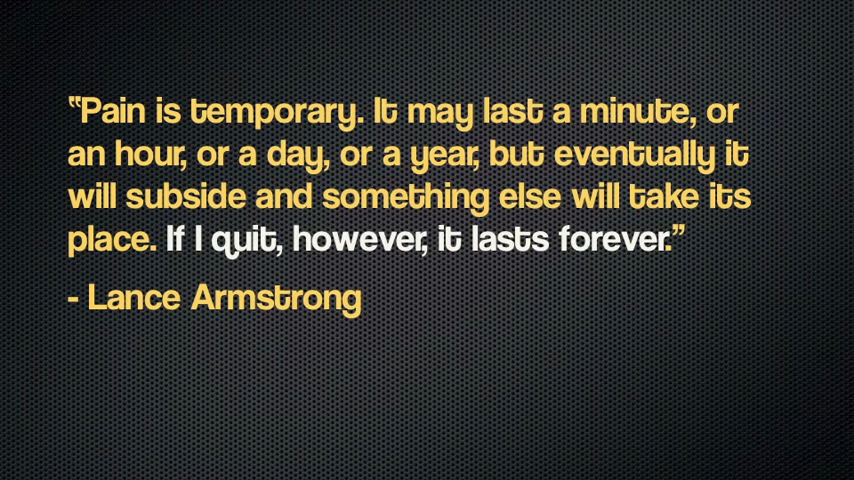 “Pain is temporary. It may last a minute, or
an hour, or a day, or a year, but eventually it
will subside and something else will take its
place. If I quit, however, it lasts forever.”
- Lance Armstrong